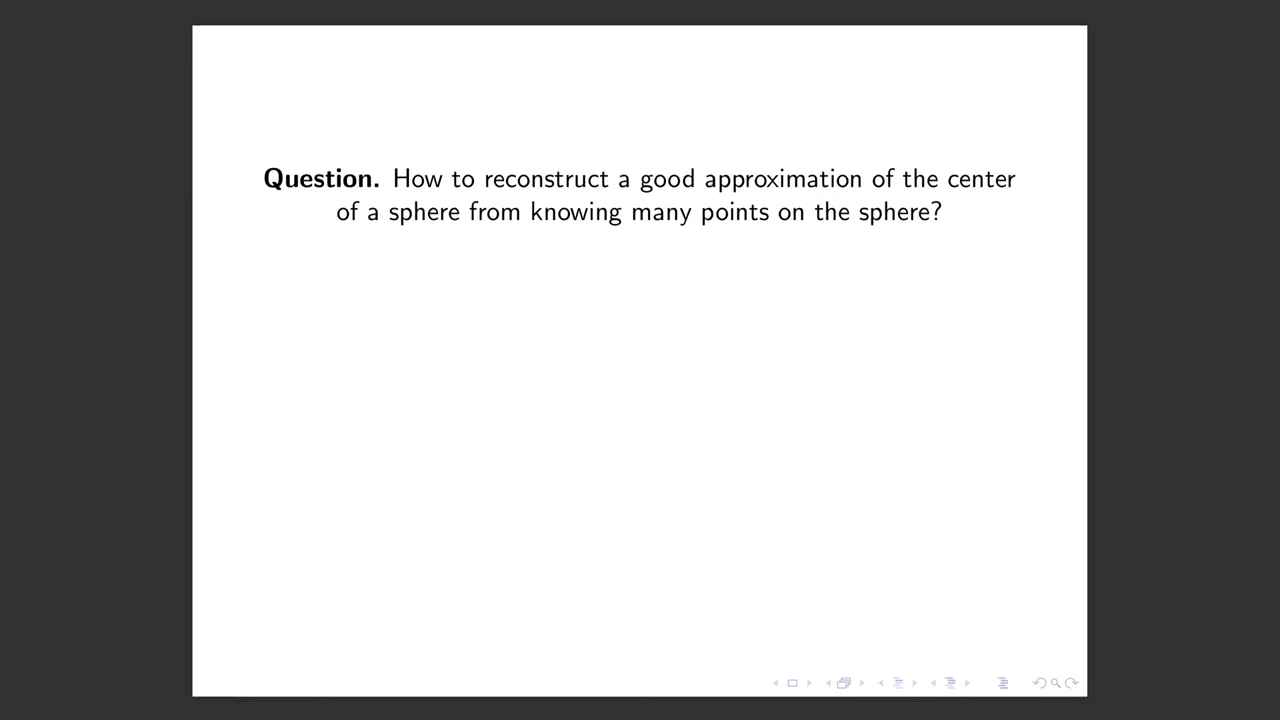 Question. How to reconstruct a good approximation of the center
of a sphere from knowing many points on the sphere?